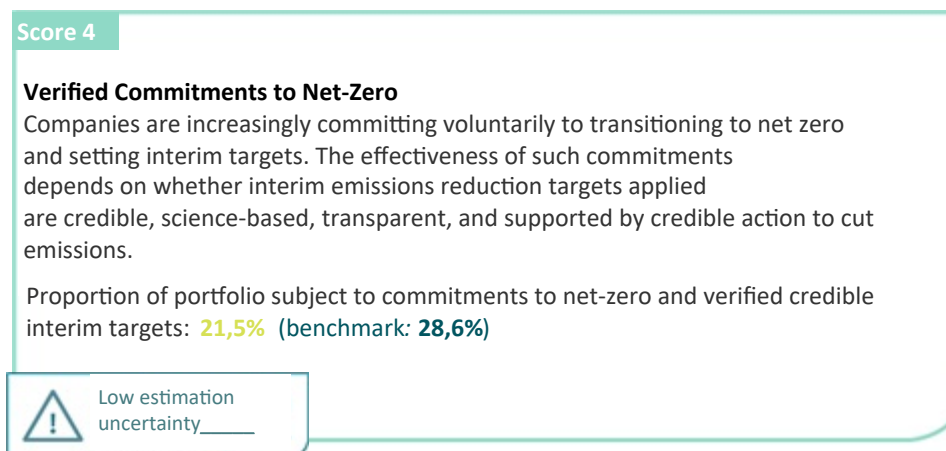 Score 4
Verified Commitments to Net-Zero
Companies are increasingly committing voluntarily to transitioning to net zero
and setting interim targets. The effectiveness of such commitments
depends on whether interim emissions reduction targets applied
are credible, science-based, transparent, and supported by credible action to cut
emissions.
Proportion of portfolio subject to commitments to net-zero and verified credible
interim targets: 21,5% (benchmark: 28,6%)
Low estimation
uncertainty_____